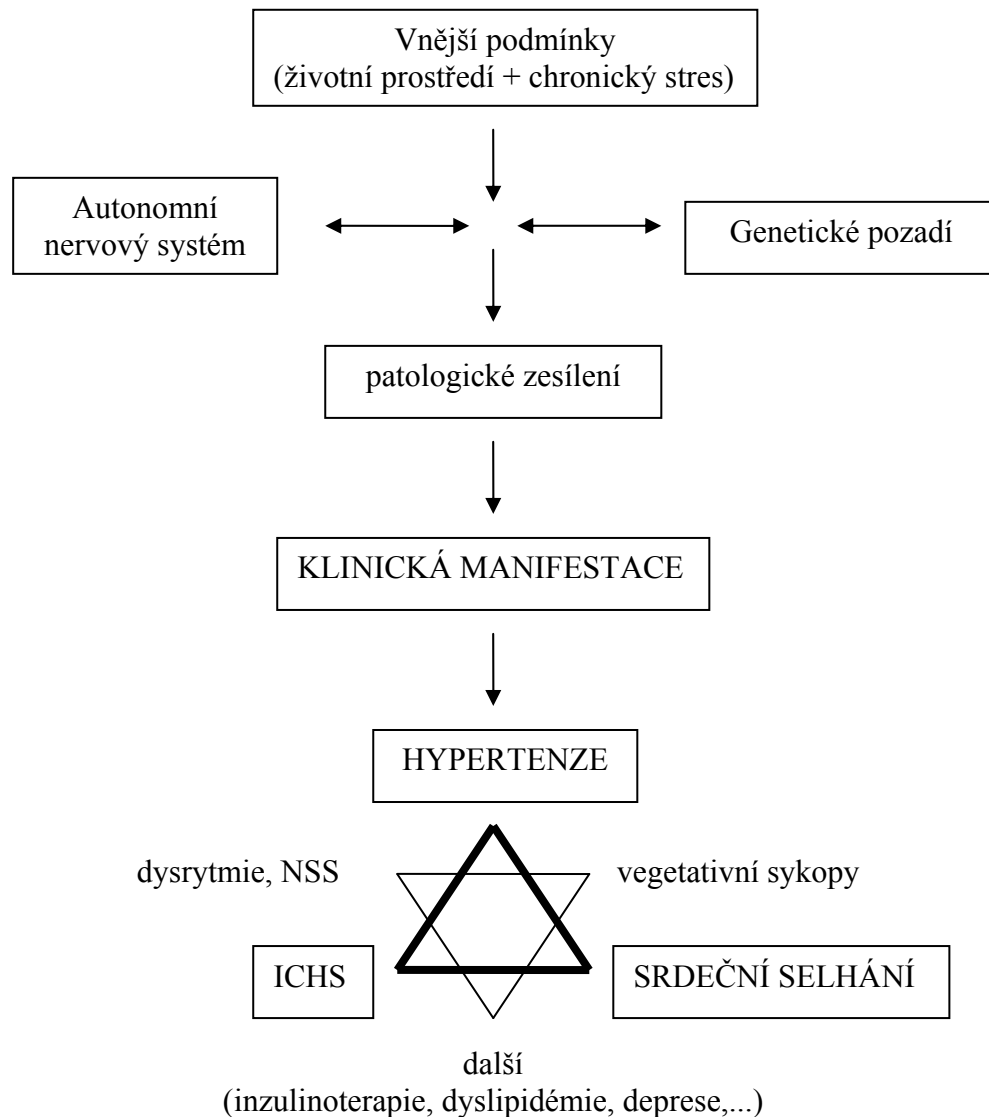 Vnější podmínky
(životní prostředí + chronický stres)
Autonomní
nervový systém
Genetické pozadí
patologické zesílení
KLINICKÁ MANIFESTACE
HYPERTENZE
dysrytmie, NSS
vegetativní sykopy
ICHS
SRDEČNÍ SELHÁNÍ
další
(inzulinoterapie, dyslipidémie, deprese,...)